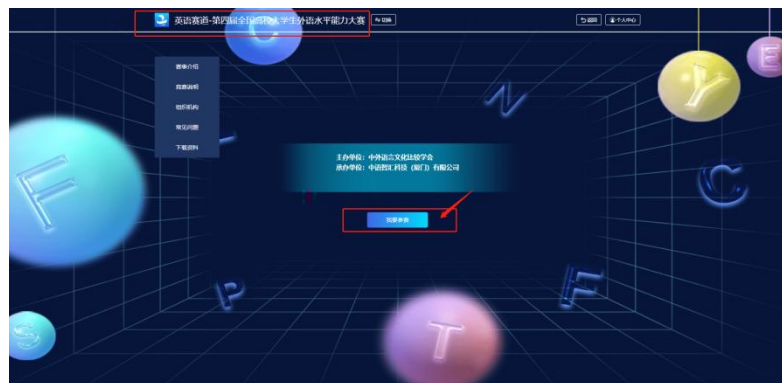 英语赛道-第四届全国高校大学生外语水平能力大赛
切换
返回
个人中心
赛事介绍
竞赛说明
组织机构
常见问题
下载资料
主办单位：中外语言文化比较学会
承办单位：中语智汇科技（厦门）有限公司
我要参赛
C
N
Y
E
F
C
P
F
S
T